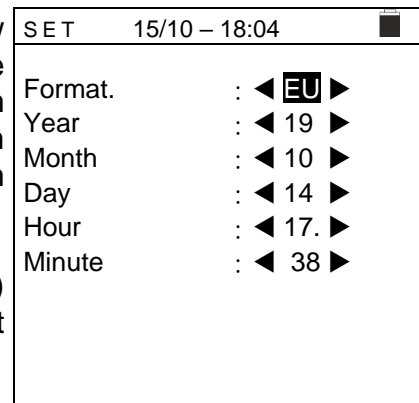 SET 15/10 – 18:04
Format. : ◀ EU ▶
Year : ◀ 19 ▶
Month : ◀ 10 ▶
Day : ◀ 14 ▶
Hour : ◀ 17. ▶
Minute : ◀ 38 ▶